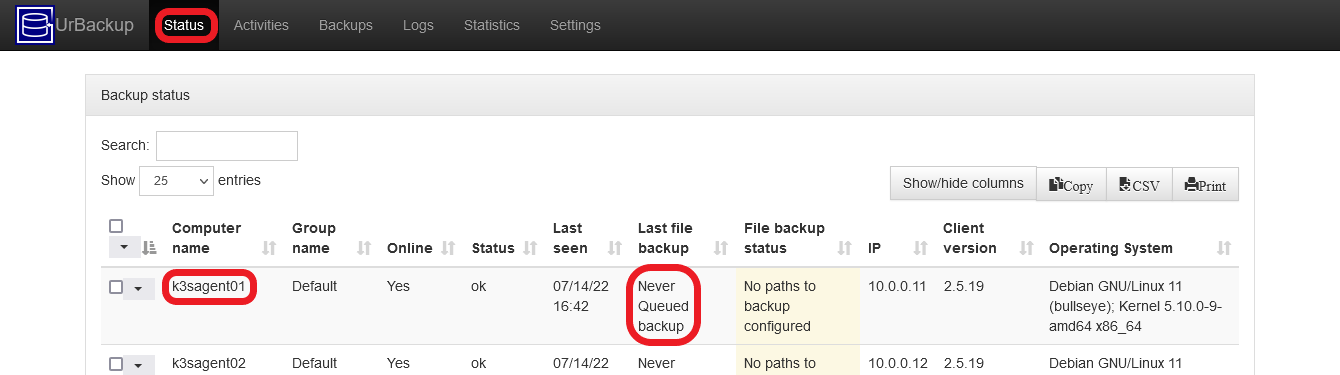 UrBackup Status Activities Backups Logs Statistics Settings
Backup status
Search:
Show 25 entries Show/hide columns Copy CSV Print
Computer name Group name Online Status Last seen Last file backup File backup status IP Client version Operating System
k3sagent01 Default Yes ok 07/14/22 Never No paths to 10.0.0.11 2.5.19 Debian GNU/Linux 11
16:42 Queued backup (bullseye); Kernel 5.10.0-9-
backup configured amd64 x86_64
k3sagent02 Default Yes ok 07/14/22 Never No paths to 10.0.0.12 2.5.19 Debian GNU/Linux 11